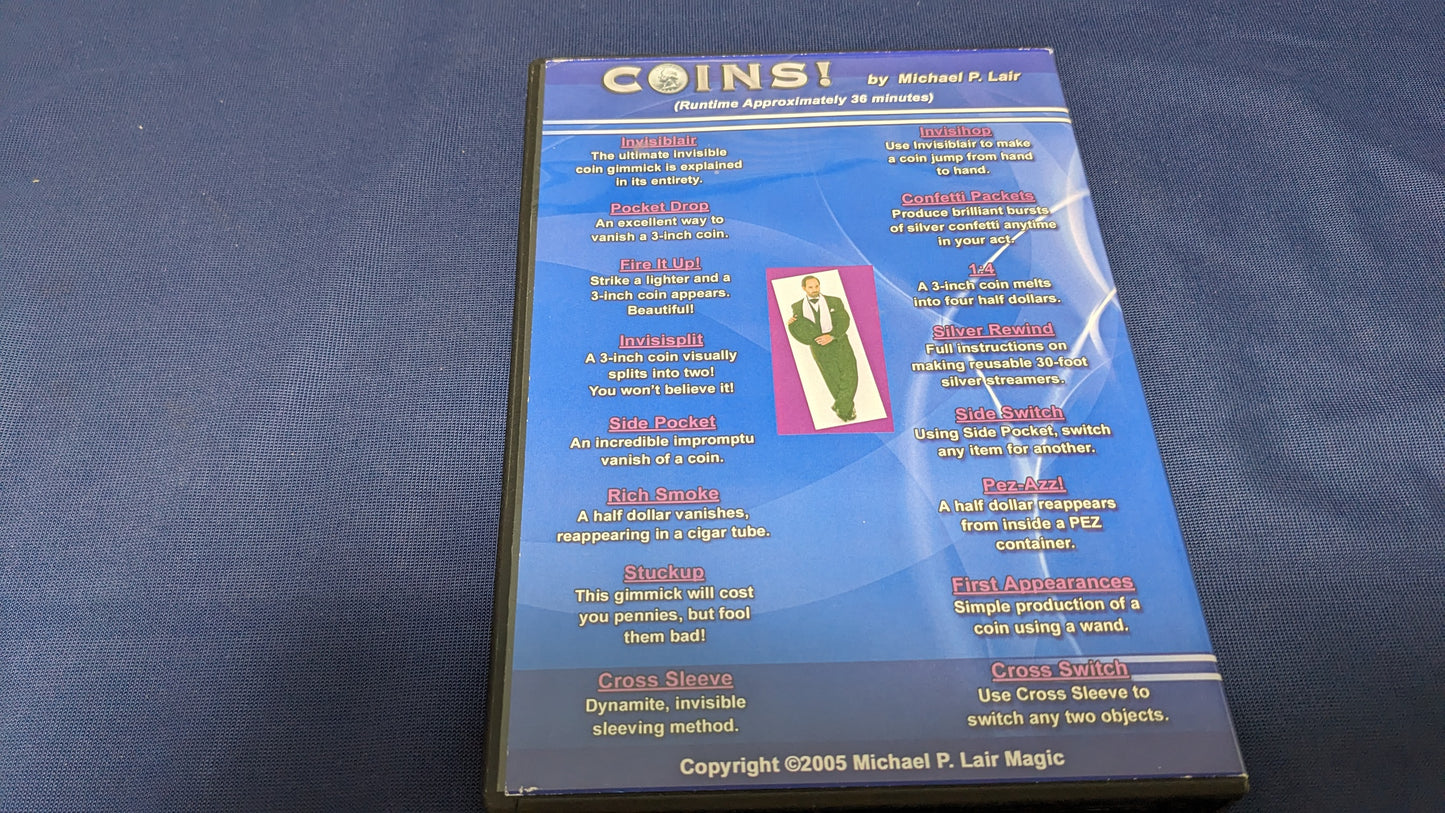 COINS! by Michael P. Lair
(Runtime Approximately 36 minutes)
Invisiblair
The ultimate invisible
coin gimmick is explained
in its entirety.
Pocket Drop
An excellent way to
vanish a 3-inch coin.
Fire It Up!
Strike a lighter and a
3-inch coin appears.
Beautiful!
Invisisplit
A 3-inch coin visually
splits into two!
You won't believe it!
Side Pocket
An incredible impromptu
vanish of a coin.
Rich Smoke
A half dollar vanishes,
reappearing in a cigar tube.
Stuckup
This gimmick will cost
you pennies, but fool
them bad!
Cross Sleeve
Dynamite, invisible
sleeving method.
Invisihop
Use Invisiblair to make
a coin jump from hand
to hand.
Confetti Packets
Produce brilliant bursts
of silver confetti anytime
in your act.
1-4
A 3-inch coin melts
into four half dollars.
Silver Rewind
Full instructions on
making reusable 30-foot
silver streamers.
Side Switch
Using Side Pocket, switch
any item for another.
Pez-Azz!
A half dollar reappears
from inside a PEZ
container.
First Appearances
Simple production of a
coin using a wand.
Cross Switch
Use Cross Sleeve to
switch any two objects.
Copyright ©2005 Michael P. Lair Magic